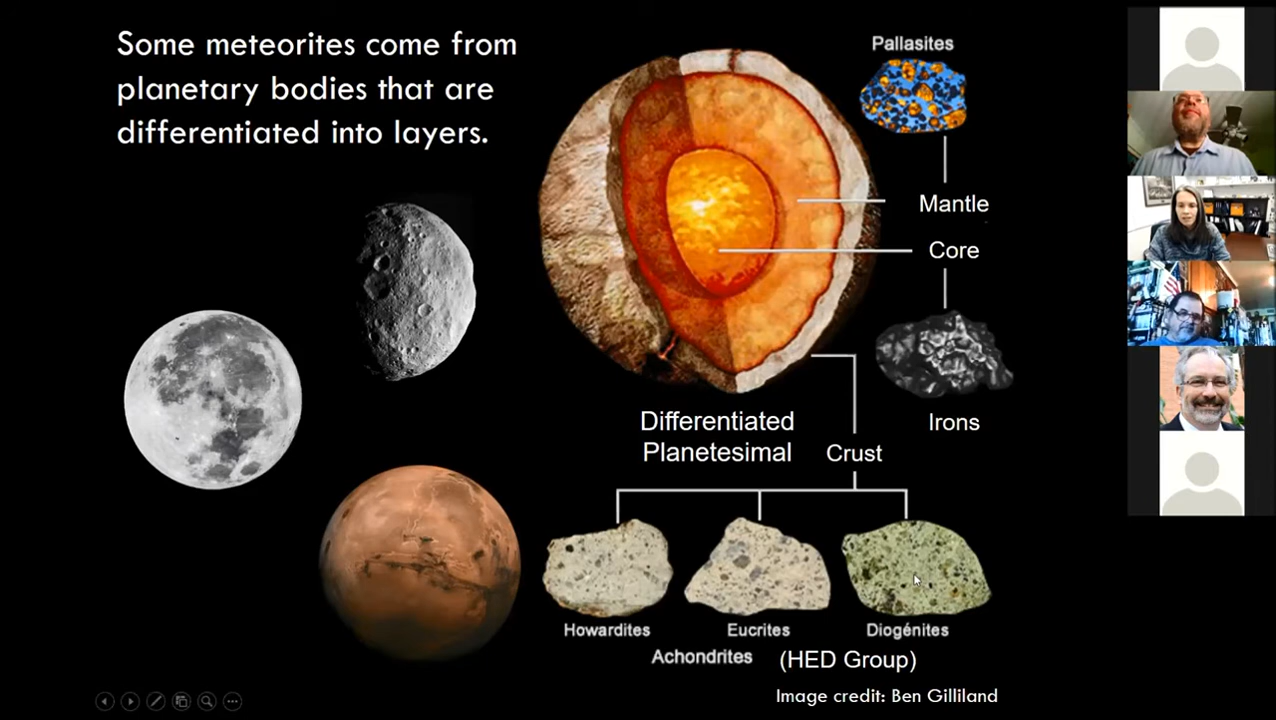 Some meteorites come from
planetary bodies that are
differentiated into layers.
Pallasites
Mantle
Core
Irons
Differentiated
Planetesimal
Crust
Howardites
Eucrites
Diogénites
Achondrites
(HED Group)
Image credit: Ben Gilliland